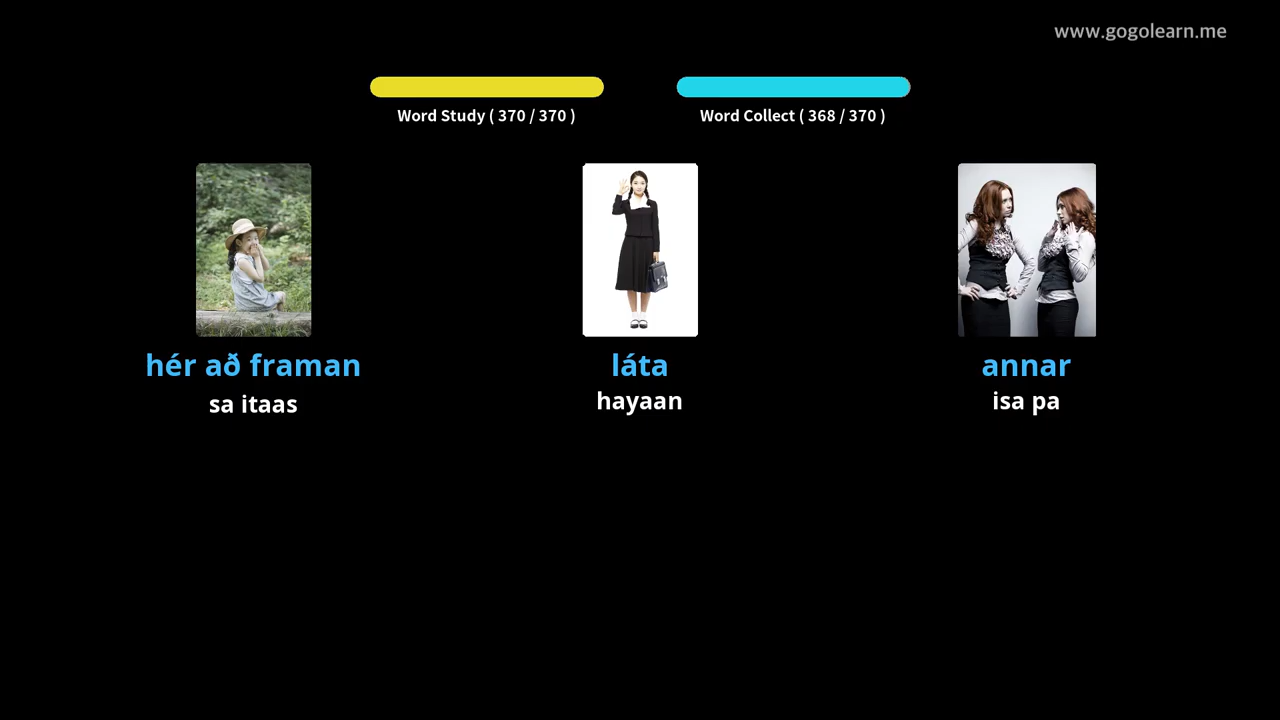 www.gogolearn.me
Word Study ( 370 / 370 )
Word Collect ( 368 / 370 )
hér að framan
sa itaas
láta
hayaan
annar
isa pa